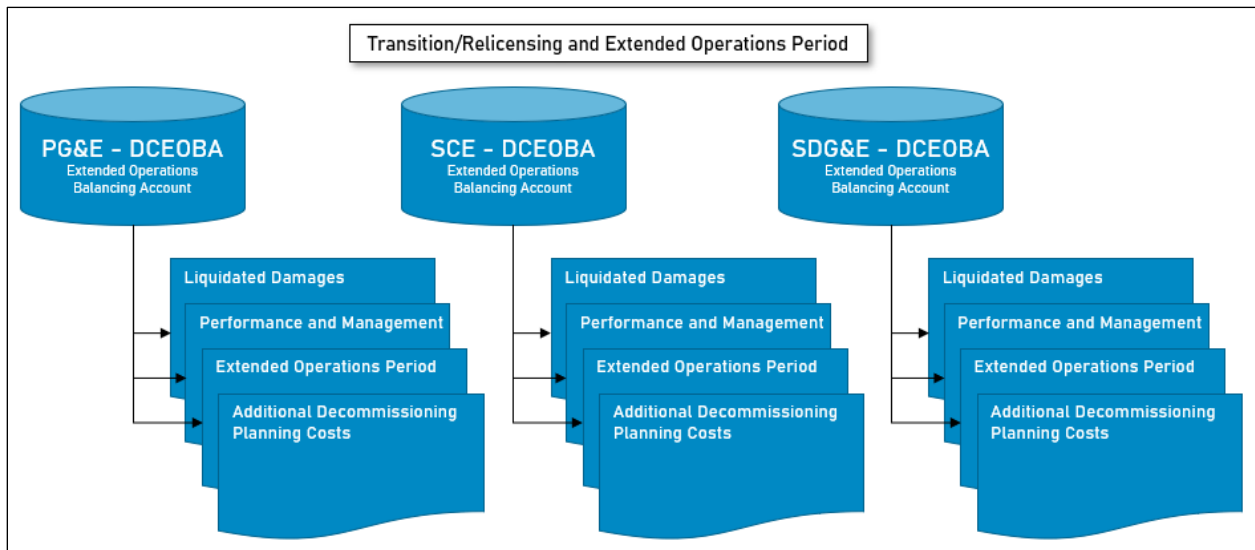 Transition/Relicensing and Extended Operations Period
PG&E - DCEOBA
Extended Operations
Balancing Account
Liquidated Damages
Performance and Management
Extended Operations Period
Additional Decommissioning
Planning Costs
SCE - DCEOBA
Extended Operations
Balancing Account
Liquidated Damages
Performance and Management
Extended Operations Period
Additional Decommissioning
Planning Costs
SDG&E - DCEOBA
Extended Operations
Balancing Account
Liquidated Damages
Performance and Management
Extended Operations Period
Additional Decommissioning
Planning Costs